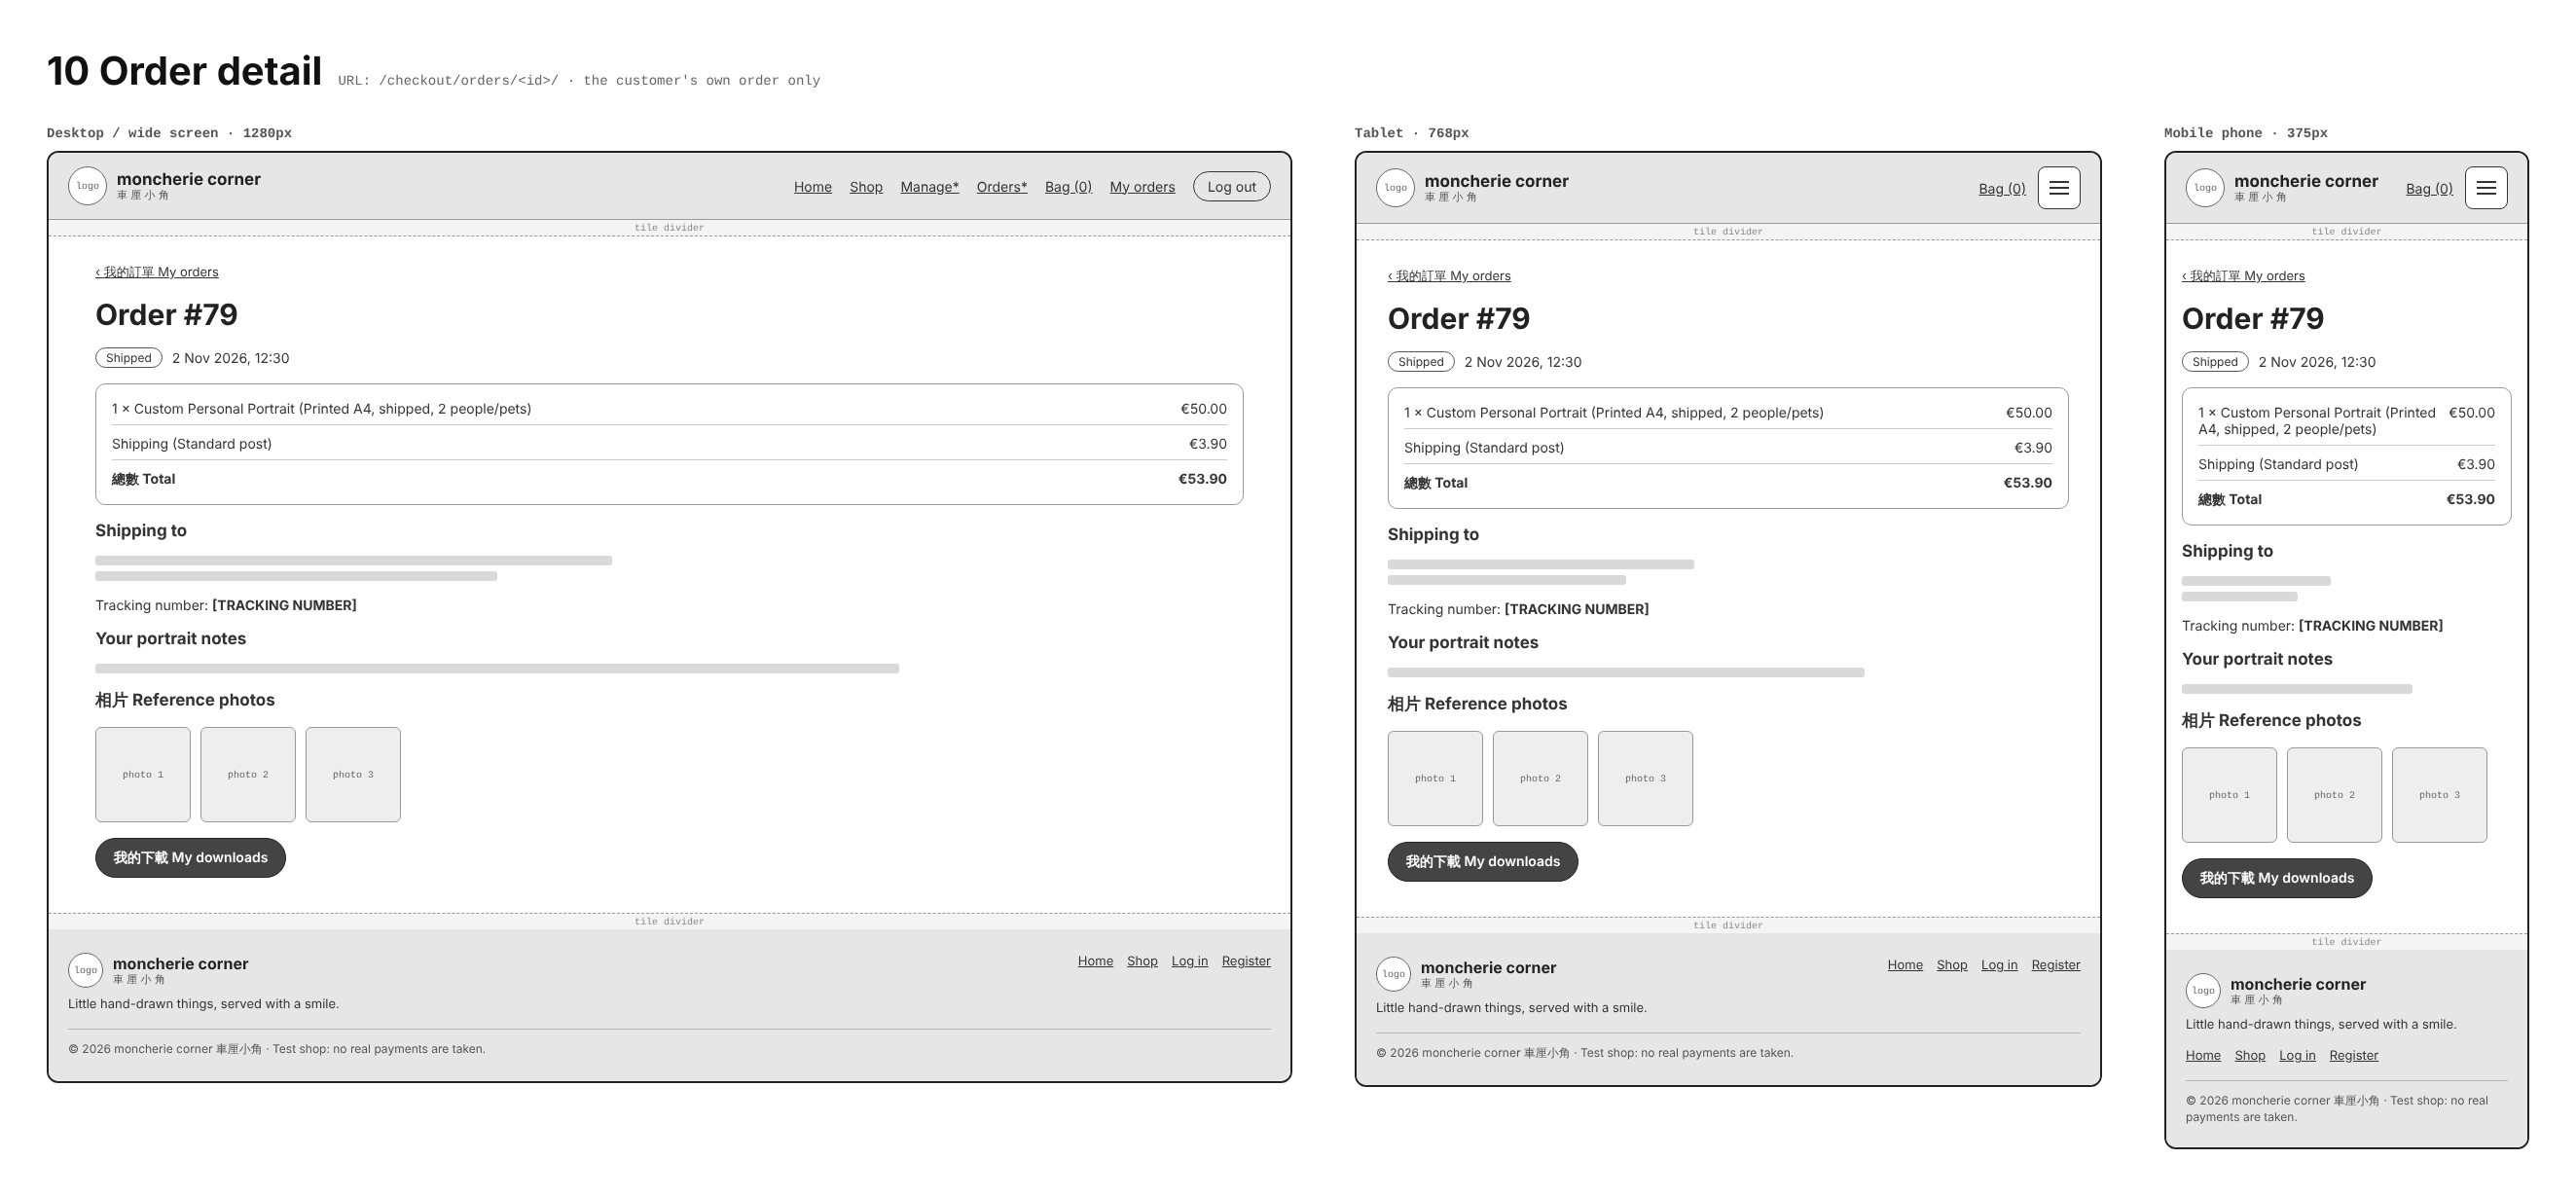 10 Order detail URL: /checkout/orders/<id>/ · the customer's own order only
Desktop / wide screen · 1280px
logo
moncherie corner
車厘小角
Home Shop Manage* Orders* Bag (0) My orders Log out
tile divider
‹ 我的訂單 My orders
Order #79
Shipped 2 Nov 2026, 12:30
1 × Custom Personal Portrait (Printed A4, shipped, 2 people/pets) €50.00
Shipping (Standard post) €3.90
總數 Total €53.90
Shipping to
Tracking number: [TRACKING NUMBER]
Your portrait notes
相片 Reference photos
photo 1 photo 2 photo 3
我的下載 My downloads
tile divider
logo
moncherie corner
車厘小角
Home Shop Log in Register
Little hand-drawn things, served with a smile.
© 2026 moncherie corner 車厘小角 · Test shop: no real payments are taken.
Tablet · 768px
logo
moncherie corner
車厘小角
Bag (0)
tile divider
‹ 我的訂單 My orders
Order #79
Shipped 2 Nov 2026, 12:30
1 × Custom Personal Portrait (Printed A4, shipped, 2 people/pets) €50.00
Shipping (Standard post) €3.90
總數 Total €53.90
Shipping to
Tracking number: [TRACKING NUMBER]
Your portrait notes
相片 Reference photos
photo 1 photo 2 photo 3
我的下載 My downloads
tile divider
logo
moncherie corner
車厘小角
Home Shop Log in Register
Little hand-drawn things, served with a smile.
© 2026 moncherie corner 車厘小角 · Test shop: no real payments are taken.
Mobile phone · 375px
logo
moncherie corner
車厘小角
Bag (0)
tile divider
‹ 我的訂單 My orders
Order #79
Shipped 2 Nov 2026, 12:30
1 × Custom Personal Portrait (Printed €50.00
A4, shipped, 2 people/pets)
Shipping (Standard post) €3.90
總數 Total €53.90
Shipping to
Tracking number: [TRACKING NUMBER]
Your portrait notes
相片 Reference photos
photo 1 photo 2 photo 3
我的下載 My downloads
tile divider
logo
moncherie corner
車厘小角
Little hand-drawn things, served with a smile.
Home Shop Log in Register
© 2026 moncherie corner 車厘小角 · Test shop: no real
payments are taken.